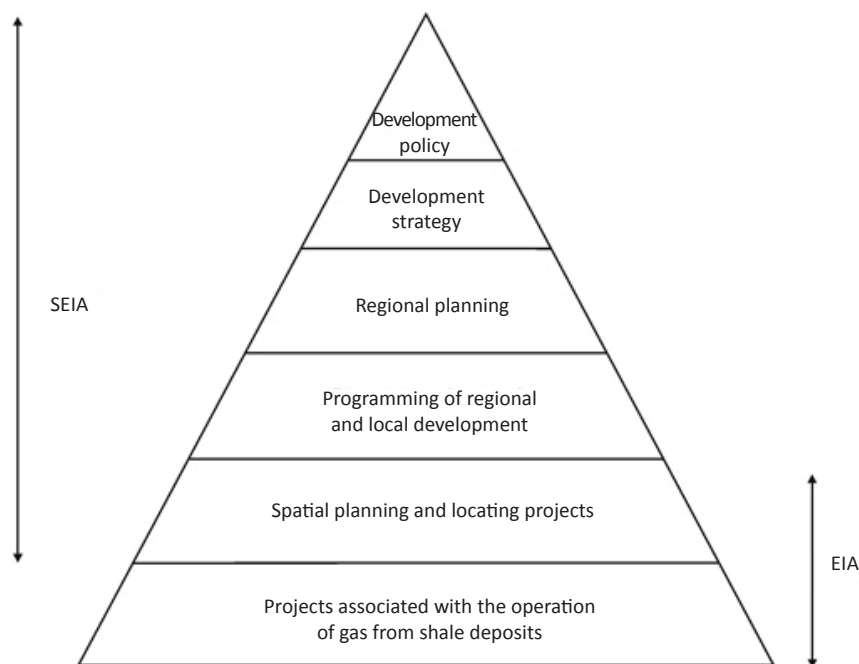 Development
policy
Development
strategy
SEIA
Regional planning
Programming of regional
and local development
Spatial planning and locating projects
EIA
Projects associated with the operation
of gas from shale deposits